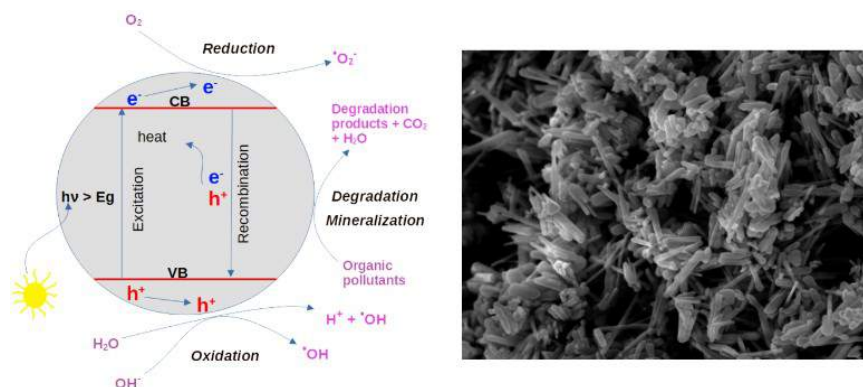 O₂
Reduction
•O₂⁻
e⁻ e⁻
CB
Degradation
products + CO₂
+ H₂O
heat
Excitation
Recombination
e⁻
h⁺
hν > Eg
Degradation
Mineralization
VB
Organic
pollutants
h⁺ h⁺
H⁺ + •OH
H₂O
Oxidation
•OH
OH⁻